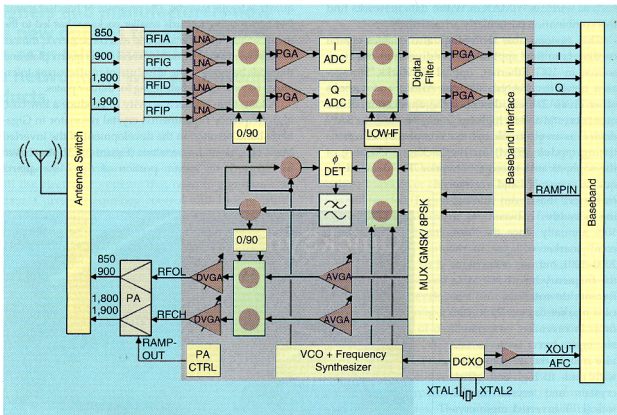 850
900
1,800
1,900
RFIA
RFIG
RFID
RFIP
LNA
LNA
LNA
LNA
PGA
PGA
I
ADC
Q
ADC
0/90
LOW-IF
Digital
Filter
PGA
PGA
Baseband Interface
I
Q
Baseband
Antenna Switch
RAMPIN
ϕ
DET
MUX GMSK/ 8PSK
0/90
850
900
1,800
1,900
PA
RFOL
RFCH
DVGA
DVGA
AVGA
AVGA
RAMP-
OUT
PA
CTRL
VCO + Frequency
Synthesizer
DCXO
XOUT
AFC
XTAL1
XTAL2